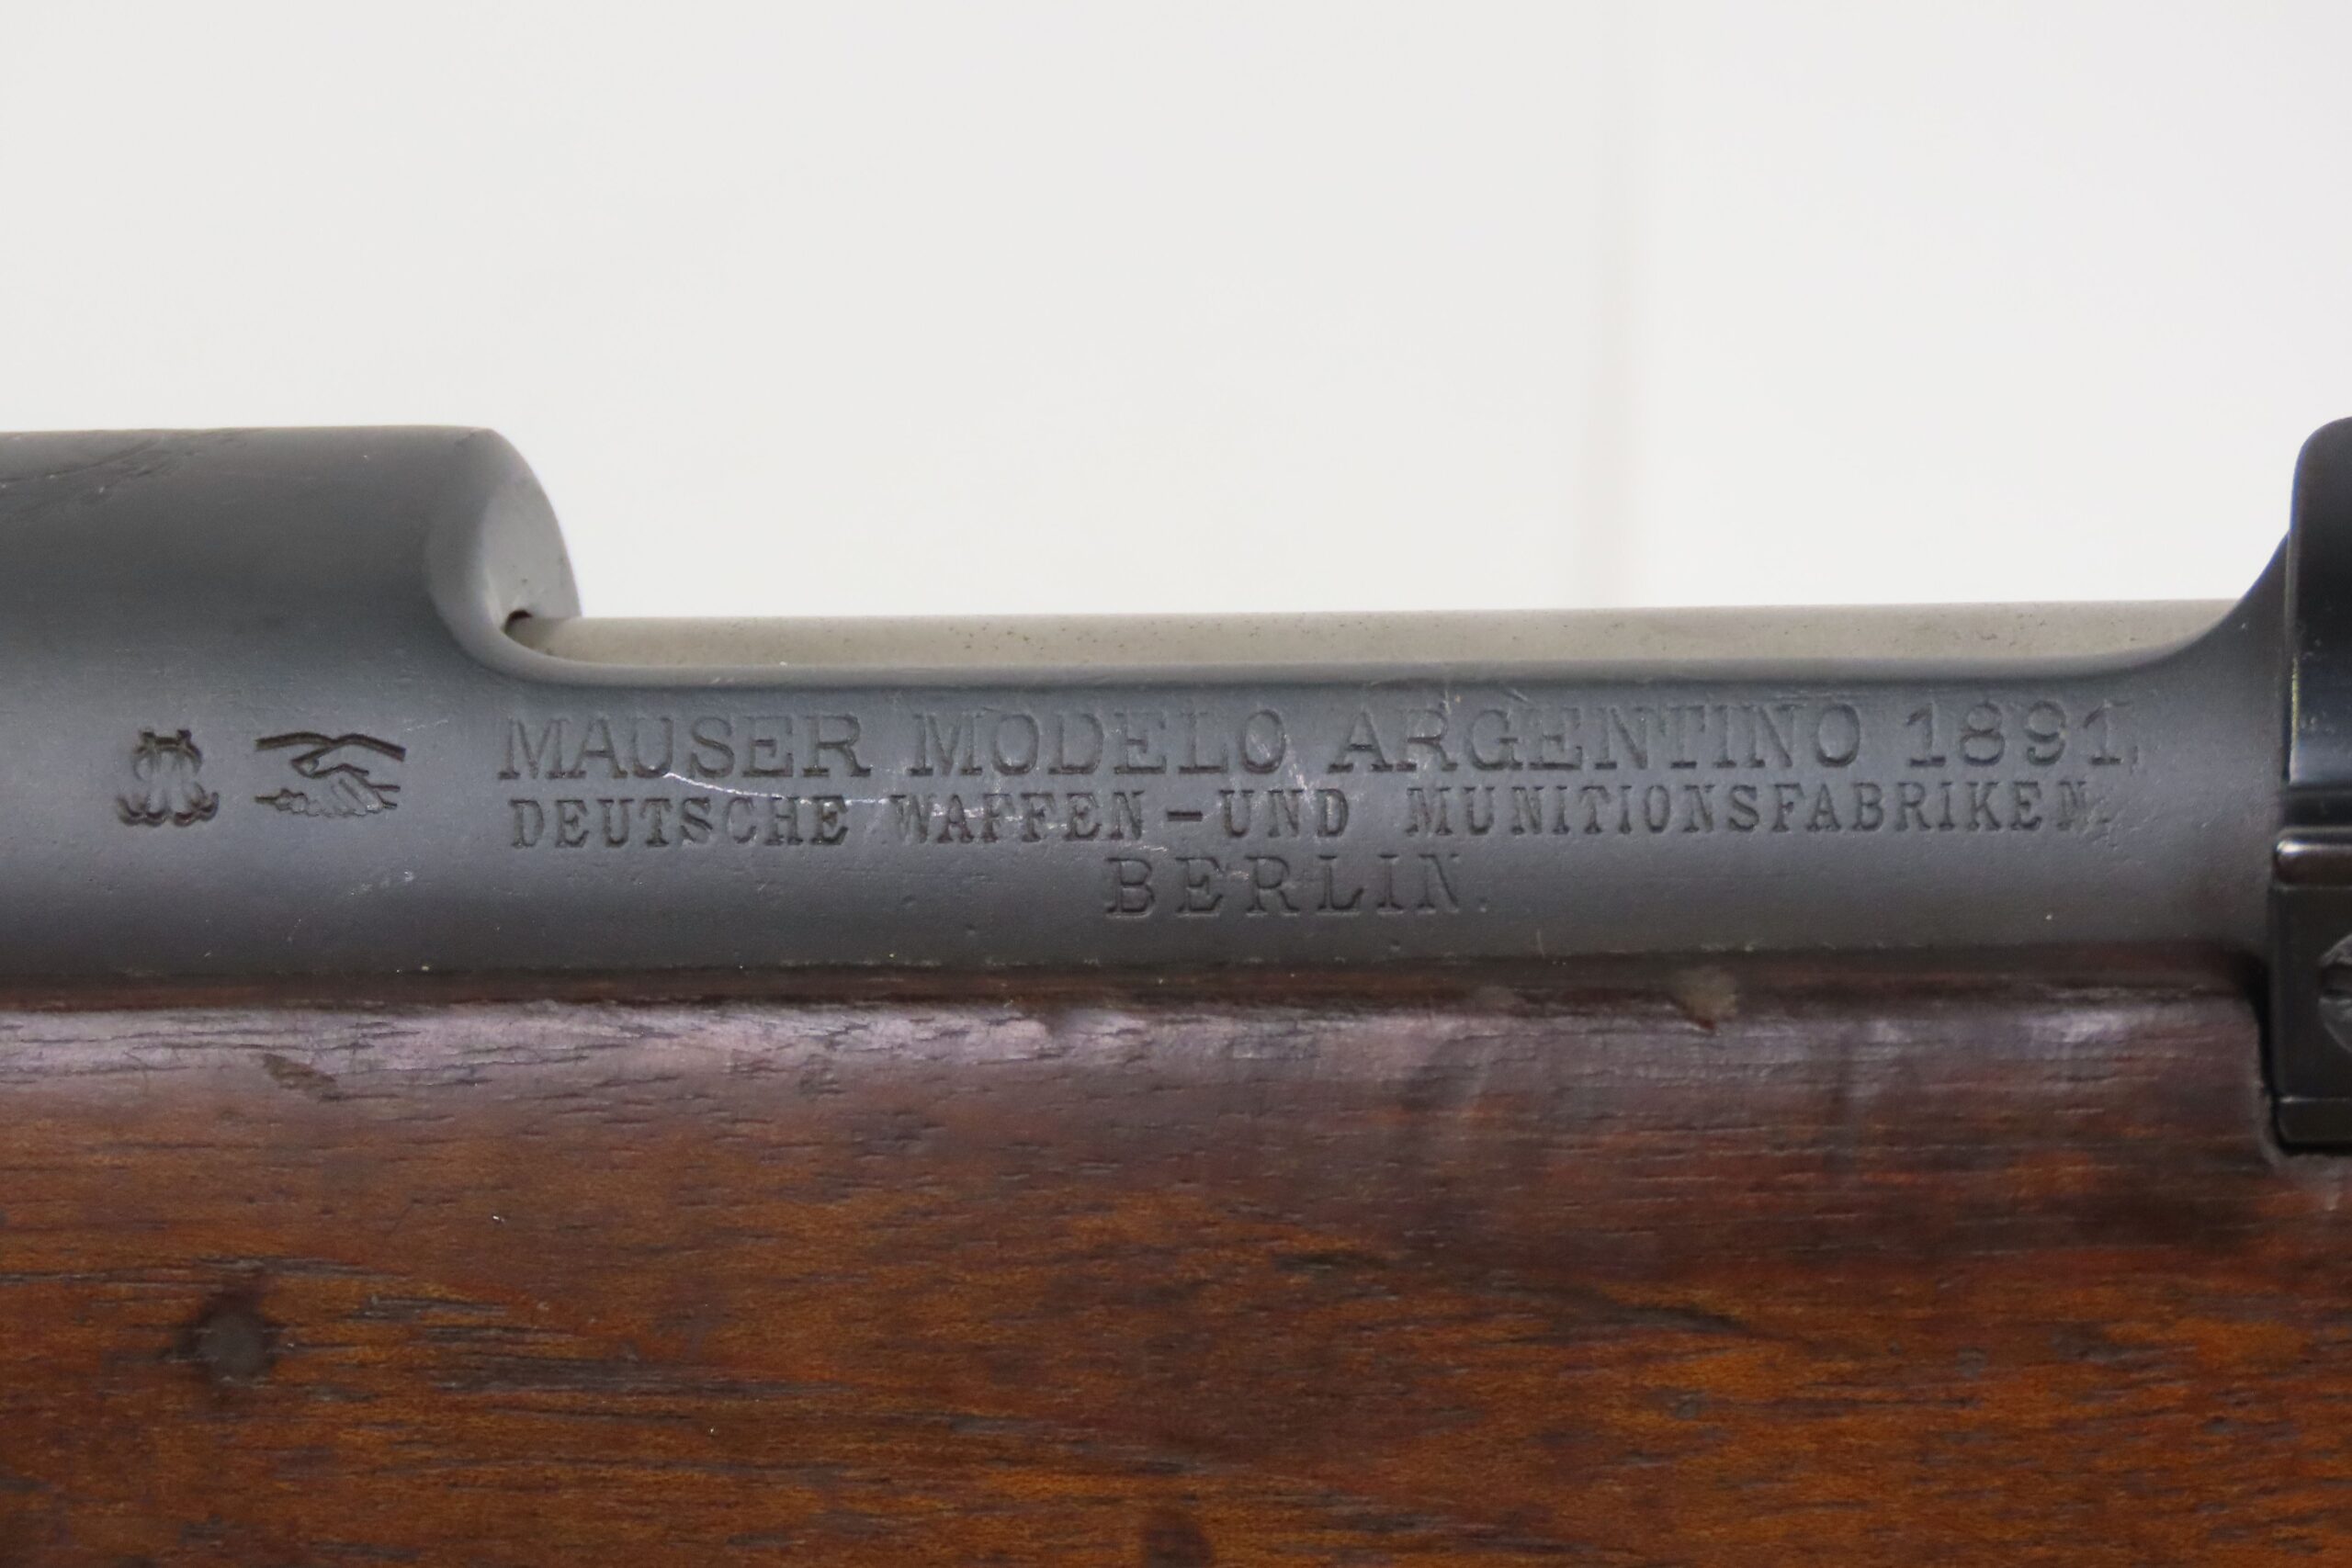 MAUSER MODELO ARGENTINO 1891.
DEUTSCHE WAFFEN-UND MUNITIONSFABRIKEN.
BERLIN.